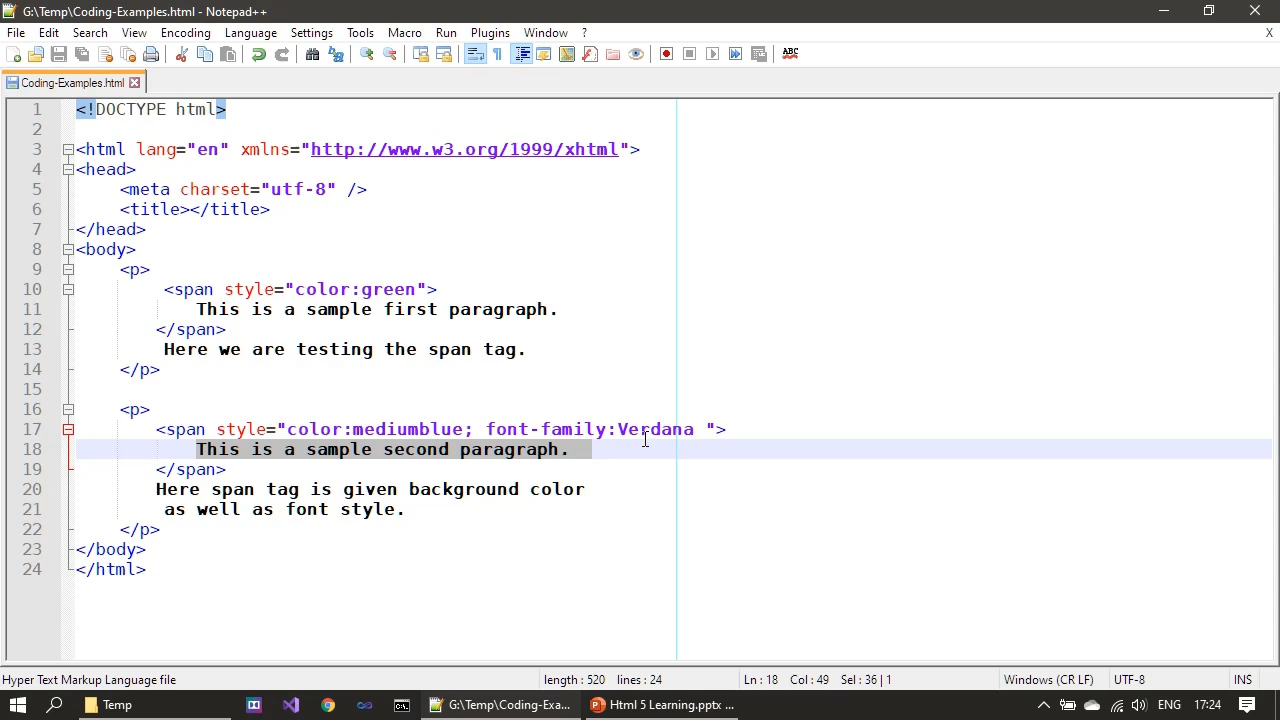 G:\Temp\Coding-Examples.html - Notepad++
File Edit Search View Encoding Language Settings Tools Macro Run Plugins Window ? X
ABC
Coding-Examples.html
1 <!DOCTYPE html>
2
3 <html lang="en" xmlns="http://www.w3.org/1999/xhtml">
4 <head>
5 <meta charset="utf-8" />
6 <title></title>
7 </head>
8 <body>
9 <p>
10 <span style="color:green">
11 This is a sample first paragraph.
12 </span>
13 Here we are testing the span tag.
14 </p>
15
16 <p>
17 <span style="color:mediumblue; font-family:Verdana ">
18 This is a sample second paragraph.
19 </span>
20 Here span tag is given background color
21 as well as font style.
22 </p>
23 </body>
24 </html>
Hyper Text Markup Language file length : 520 lines : 24 Ln : 18 Col : 49 Sel : 36 | 1 Windows (CR LF) UTF-8 INS
Temp G:\Temp\Coding-Exa... Html 5 Learning.pptx ... ENG 17:24